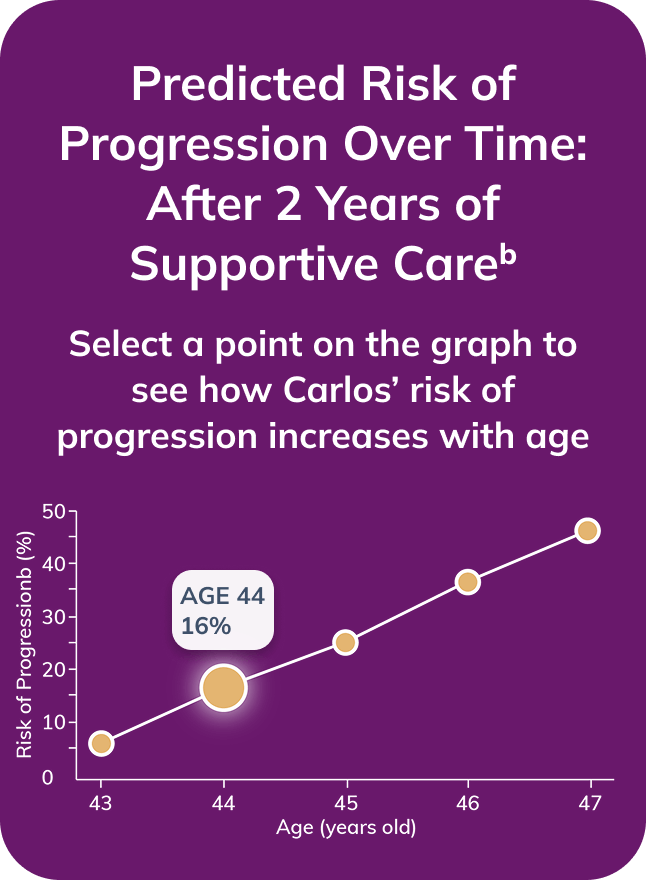 Predicted Risk of
Progression Over Time:
After 2 Years of
Supportive Careᵇ
Select a point on the graph to
see how Carlos’ risk of
progression increases with age
Risk of Progressionb (%)
50
40
30
20
10
0
AGE 44
16%
43 44 45 46 47
Age (years old)